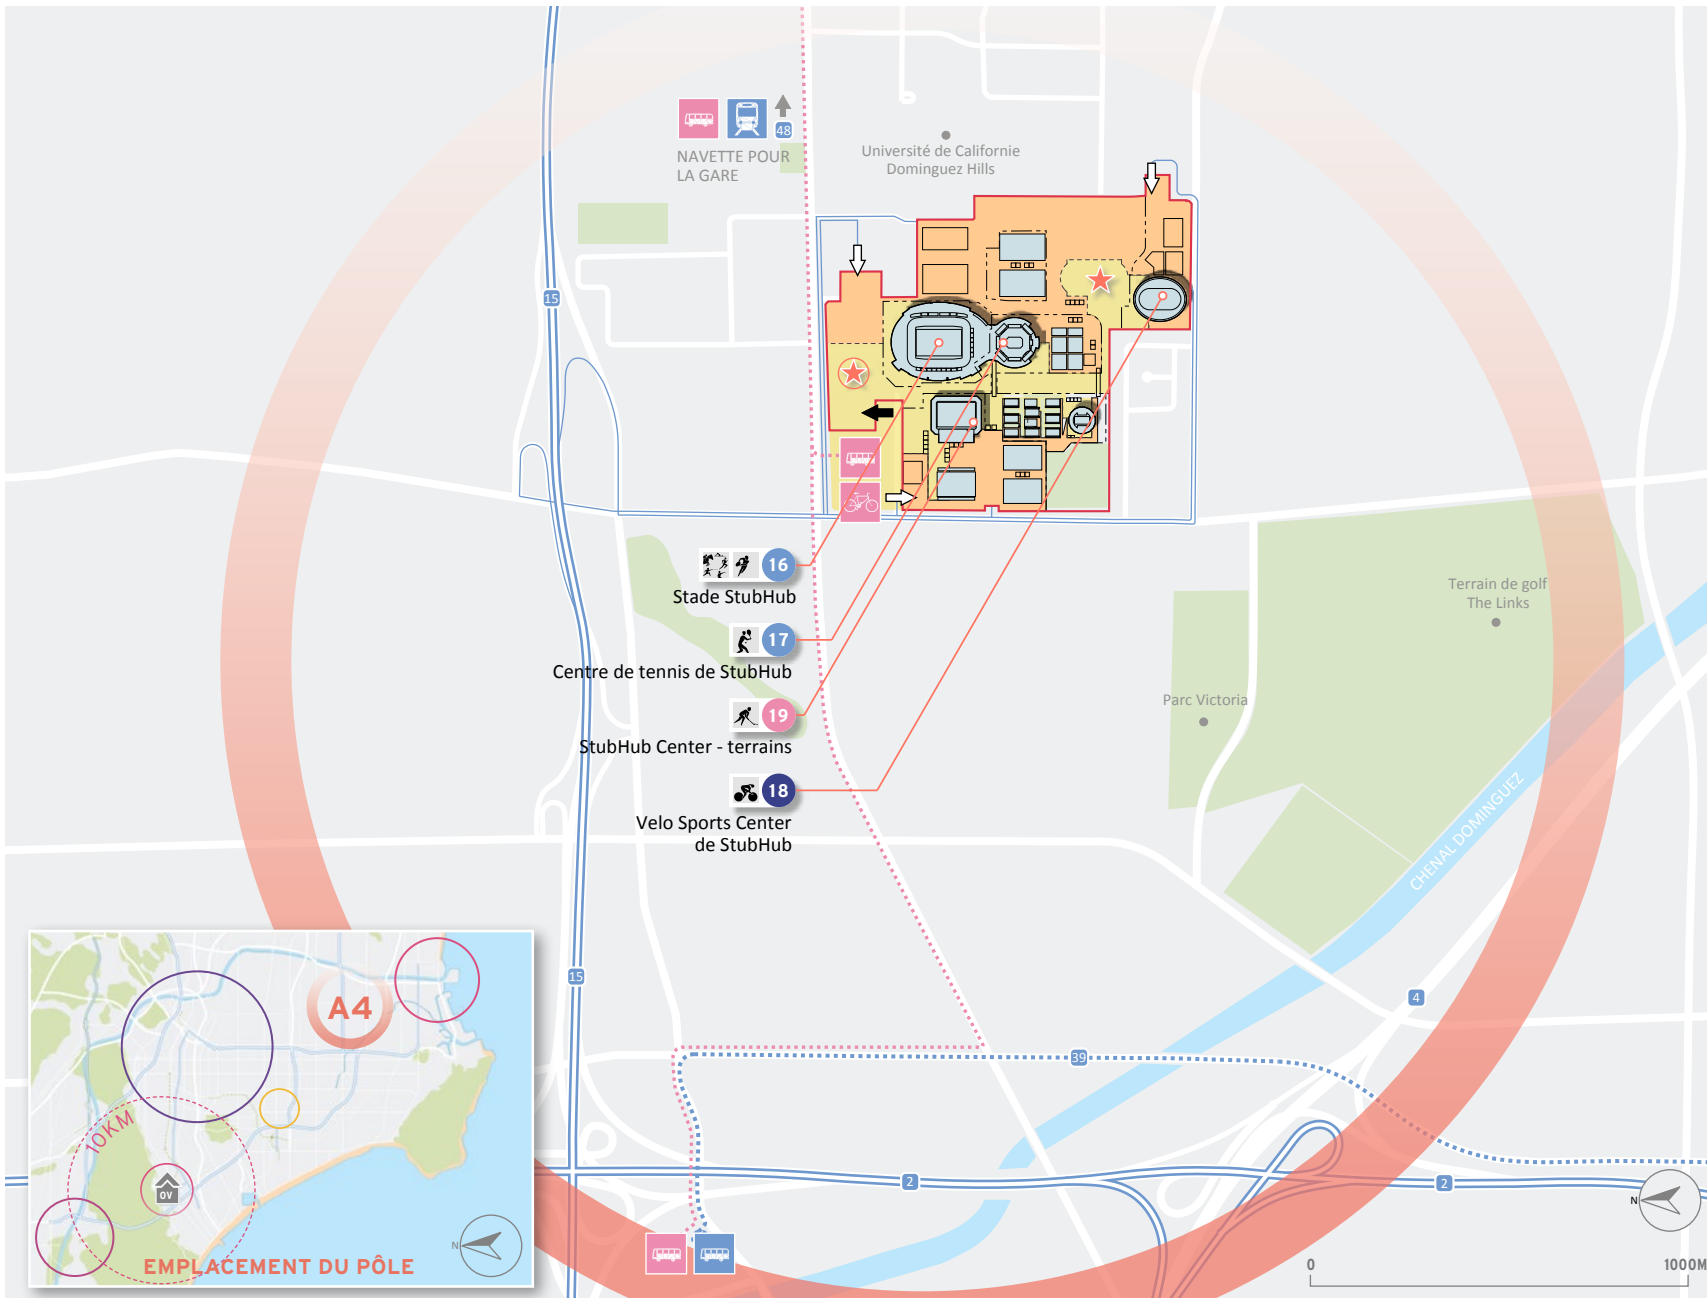 48
NAVETTE POUR
LA GARE
Université de Californie
Dominguez Hills
15
16
Stade StubHub
17
Centre de tennis de StubHub
19
StubHub Center - terrains
18
Velo Sports Center
de StubHub
Terrain de golf
The Links
Parc Victoria
CHENAL DOMINGUEZ
15
4
39
2
2
A4
10KM
OV
N
EMPLACEMENT DU PÔLE
N
0
1000M